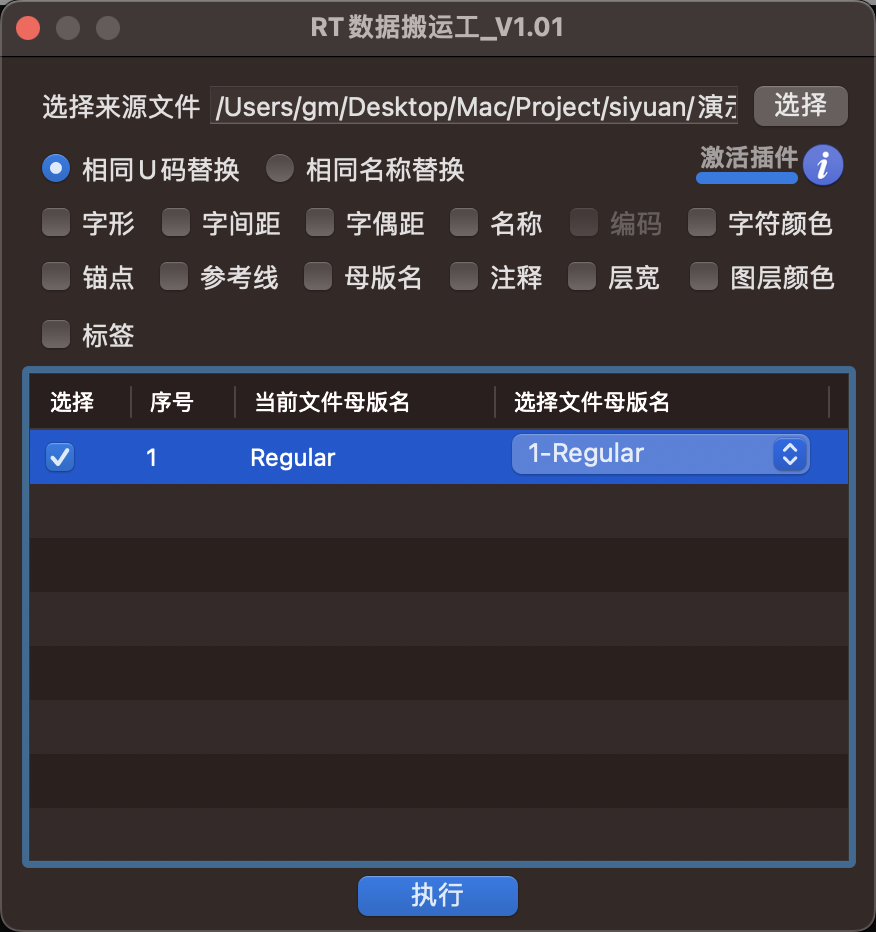 RT数据搬运工_V1.01
选择来源文件 /Users/gm/Desktop/Mac/Project/siyuan/演示 选择
相同U码替换 相同名称替换 激活插件 i
字形 字间距 字偶距 名称 编码 字符颜色
锚点 参考线 母版名 注释 层宽 图层颜色
标签
选择 序号 当前文件母版名 选择文件母版名
1 Regular 1-Regular
执行